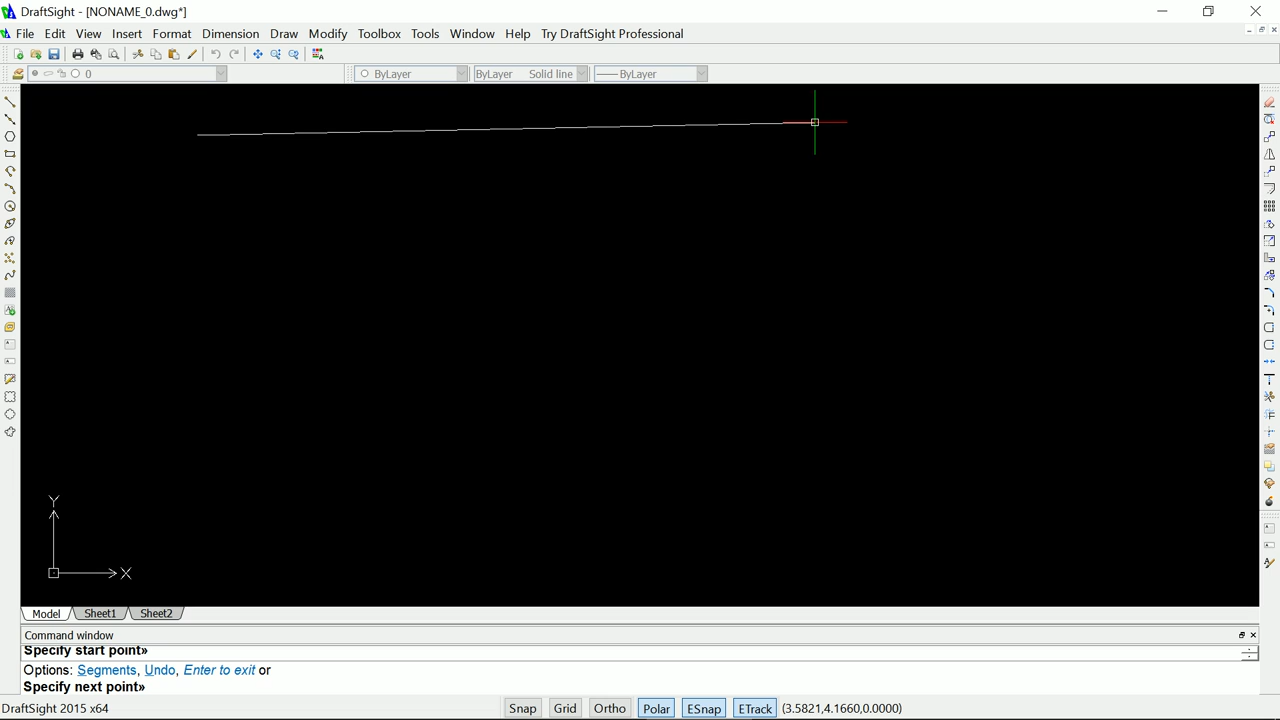 DraftSight - [NONAME_0.dwg*]
File Edit View Insert Format Dimension Draw Modify Toolbox Tools Window Help Try DraftSight Professional
0 ByLayer ByLayer Solid line ByLayer
Y
X
Model Sheet1 Sheet2
Command window
Specify start point»
Options: Segments, Undo, Enter to exit or
Specify next point»
DraftSight 2015 x64 Snap Grid Ortho Polar ESnap ETrack (3.5821,4.1660,0.0000)